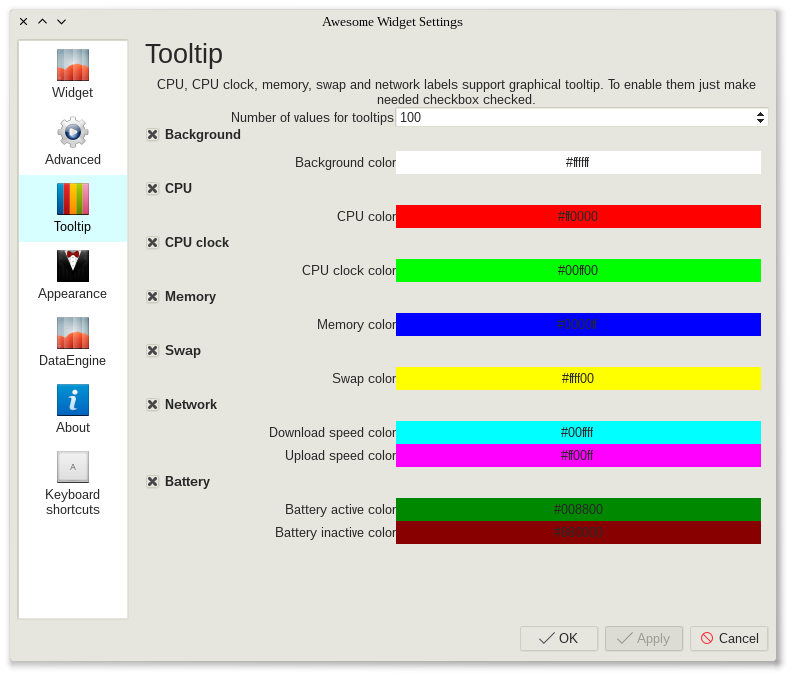 Awesome Widget Settings
Widget
Advanced
Tooltip
Appearance
DataEngine
About
Keyboard
shortcuts
Tooltip
CPU, CPU clock, memory, swap and network labels support graphical tooltip. To enable them just make
needed checkbox checked.
Number of values for tooltips 100
Background
Background color #ffffff
CPU
CPU color #ff0000
CPU clock
CPU clock color #00ff00
Memory
Memory color #0000ff
Swap
Swap color #ffff00
Network
Download speed color #00ffff
Upload speed color #ff00ff
Battery
Battery active color #008800
Battery inactive color
OK Apply Cancel